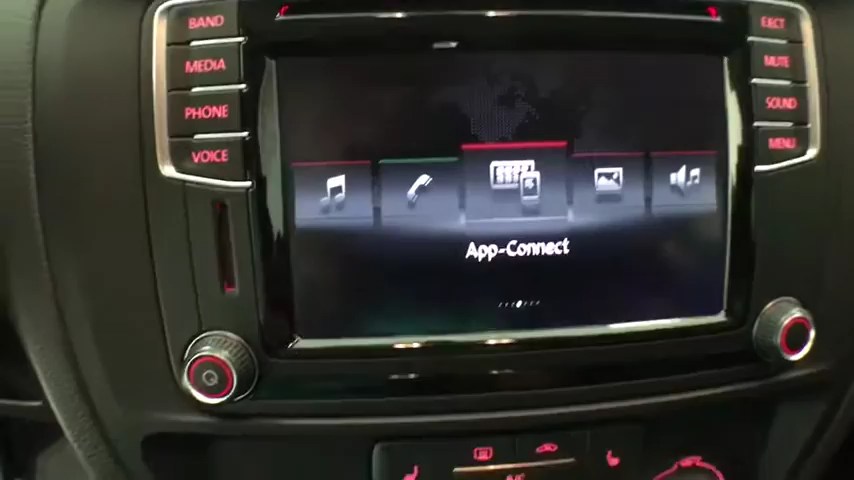 BAND
MEDIA
PHONE
VOICE
EJECT
MUTE
SOUND
MENU
App-Connect
A/C